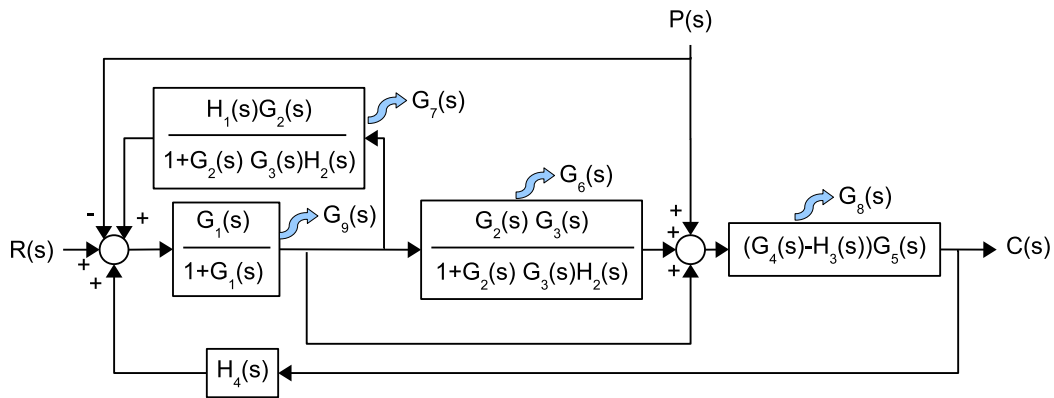 P(s)
H₁(s)G₂(s)
1+G₂(s) G₃(s)H₂(s)
G₇(s)
-
+
G₁(s)
1+G₁(s)
G₉(s)
G₂(s) G₃(s)
1+G₂(s) G₃(s)H₂(s)
G₆(s)
+
+
+
(G₄(s)-H₃(s))G₅(s)
G₈(s)
R(s)
+
+
C(s)
H₄(s)